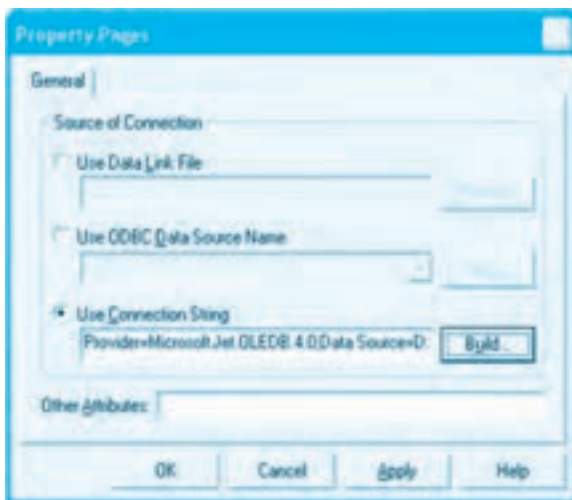 Property Pages
General
Source of Connection
Use Data Link File
Use ODBC Data Source Name
Use Connection String
Provider=Microsoft.Jet.OLEDB.4.0;Data Source=D:
Build...
Other Attributes:
OK
Cancel
Apply
Help